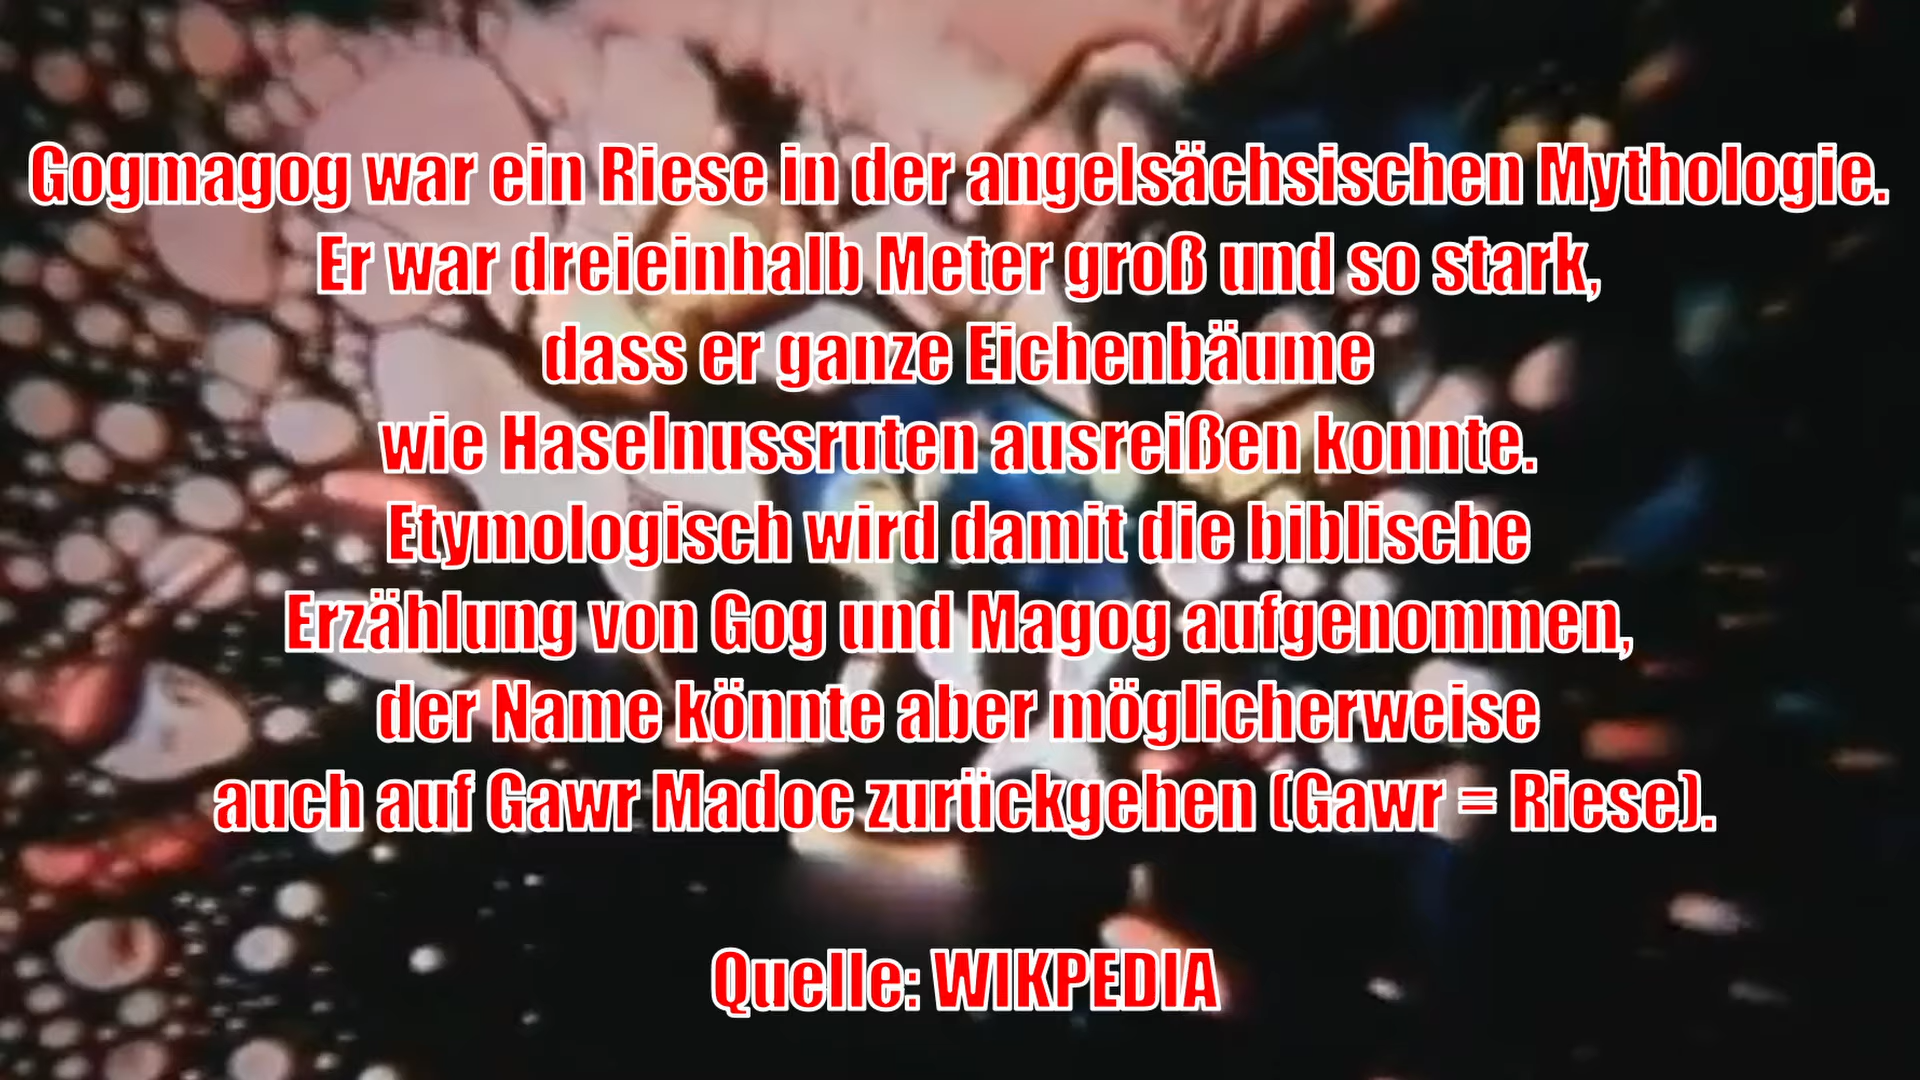 Gogmagog war ein Riese in der angelsächsischen Mythologie.
Er war dreieinhalb Meter groß und so stark,
dass er ganze Eichenbäume
wie Haselnussruten ausreißen konnte.
Etymologisch wird damit die biblische
Erzählung von Gog und Magog aufgenommen,
der Name könnte aber möglicherweise
auch auf Gawr Madoc zurückgehen (Gawr = Riese).
Quelle: WIKPEDIA